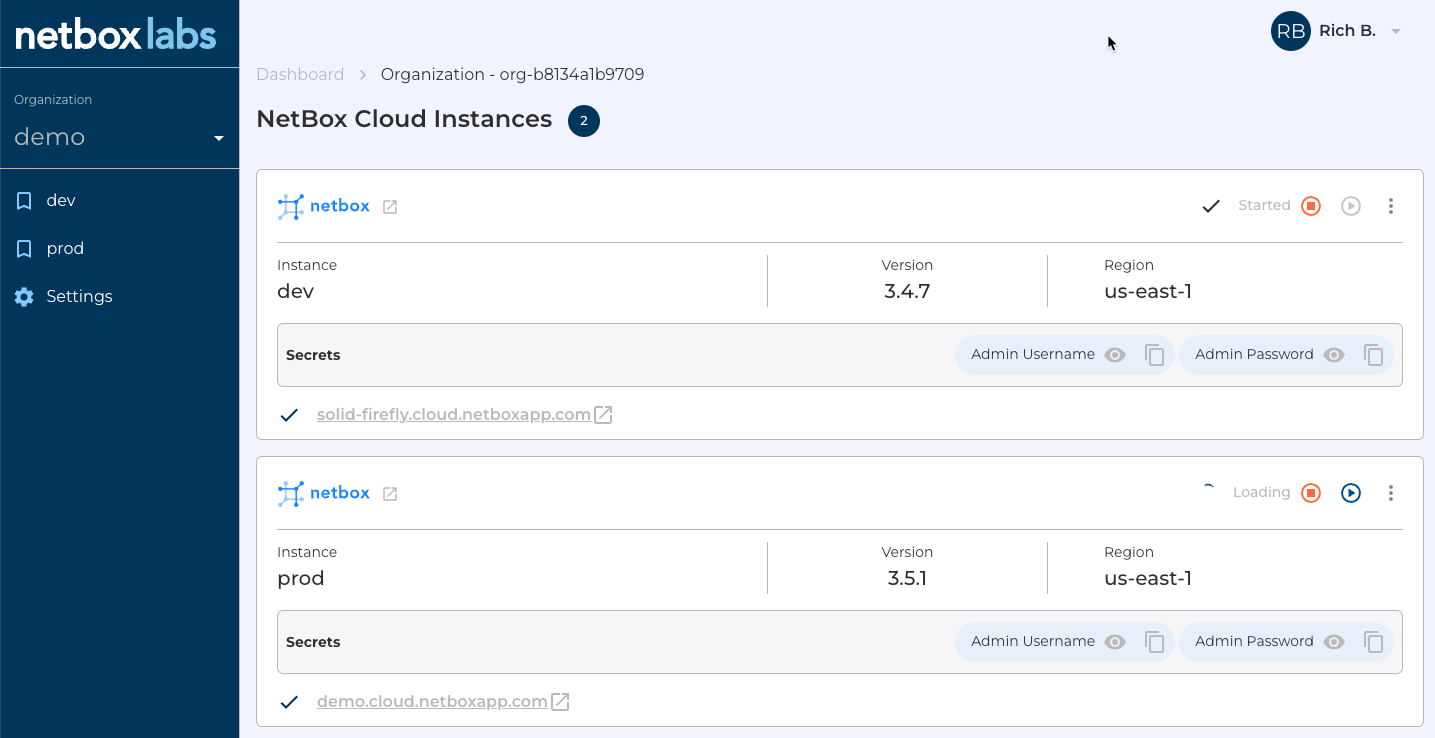 netboxlabs
RB Rich B.
Dashboard > Organization - org-b8134a1b9709
Organization
demo
NetBox Cloud Instances 2
dev
prod
Settings
netbox
Started
Instance
Version
Region
dev
3.4.7
us-east-1
Secrets
Admin Username
Admin Password
solid-firefly.cloud.netboxapp.com
netbox
Loading
Instance
Version
Region
prod
3.5.1
us-east-1
Secrets
Admin Username
Admin Password
demo.cloud.netboxapp.com